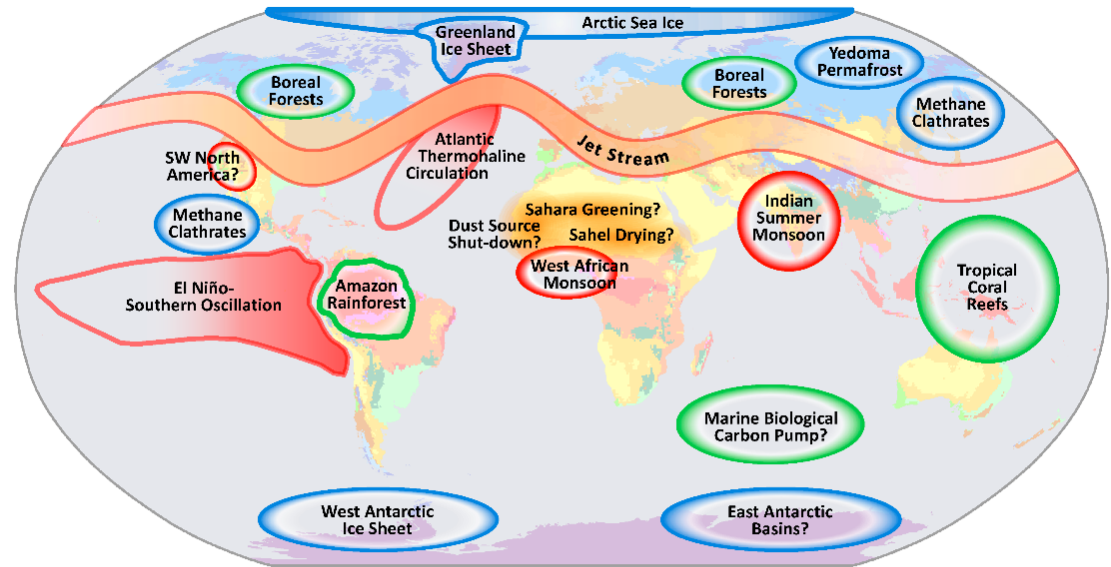 Arctic Sea Ice
Greenland
Ice Sheet
Yedoma
Permafrost
Boreal
Forests
Boreal
Forests
Methane
Clathrates
Jet Stream
Atlantic
Thermohaline
Circulation
SW North
America?
Methane
Clathrates
Sahara Greening?
Dust Source
Shut-down?
Sahel Drying?
Indian
Summer
Monsoon
West African
Monsoon
El Niño-
Southern Oscillation
Amazon
Rainforest
Tropical
Coral
Reefs
Marine Biological
Carbon Pump?
West Antarctic
Ice Sheet
East Antarctic
Basins?